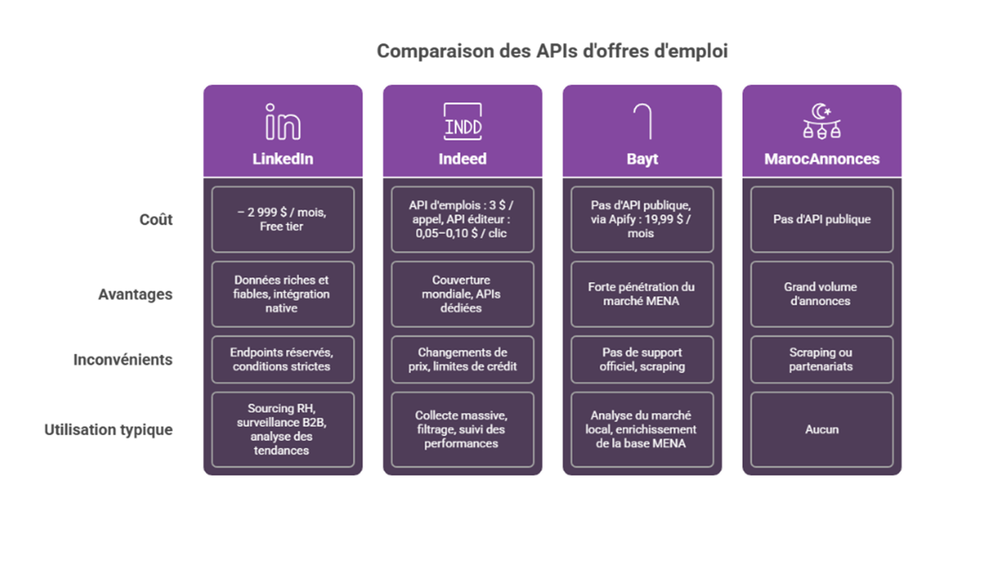 Comparaison des APIs d'offres d'emploi
in
LinkedIn
INDD
Indeed
Bayt
MarocAnnonces
Coût
– 2 999 $ / mois,
Free tier
API d'emplois : 3 $ /
appel, API éditeur :
0,05–0,10 $ / clic
Pas d'API publique,
via Apify : 19,99 $ /
mois
Pas d'API publique
Avantages
Données riches et
fiables, intégration
native
Couverture
mondiale, APIs
dédiées
Forte pénétration du
marché MENA
Grand volume
d'annonces
Inconvénients
Endpoints réservés,
conditions strictes
Changements de
prix, limites de crédit
Pas de support
officiel, scraping
Scraping ou
partenariats
Utilisation typique
Sourcing RH,
surveillance B2B,
analyse des
tendances
Collecte massive,
filtrage, suivi des
performances
Analyse du marché
local, enrichissement
de la base MENA
Aucun